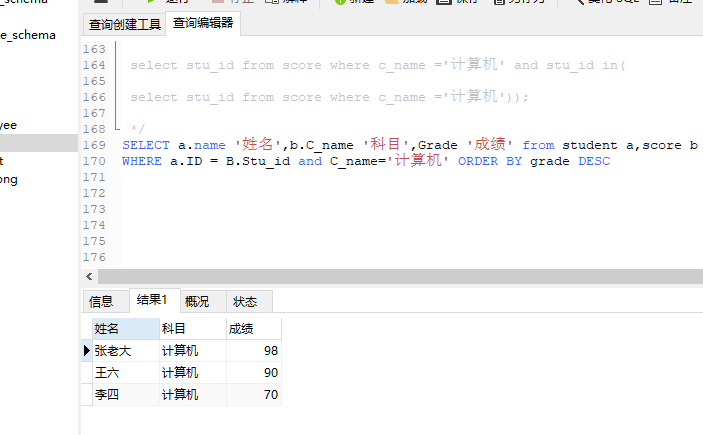 _schema
e_schema
yee
t
ong
运行
停止
解释
新建
加载
保存
另存为
美化 SQL
备注
查询创建工具
查询编辑器
163
164 select stu_id from score where c_name ='计算机' and stu_id in(
165
166 select stu_id from score where c_name ='计算机'));
167
168 */
169 SELECT a.name '姓名',b.C_name '科目',Grade '成绩' from student a,score b
170 WHERE a.ID = B.Stu_id and C_name='计算机' ORDER BY grade DESC
171
172
173
174
175
176
信息 结果1 概况 状态
姓名 科目 成绩
张老大 计算机 98
王六 计算机 90
李四 计算机 70